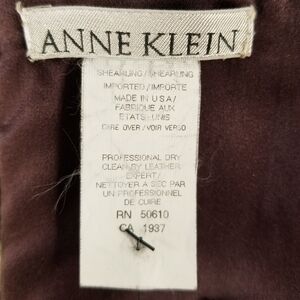 ANNE KLEIN
SHEARLING/SHEARLING
IMPORTED/IMPORTE
MADE IN USA/
FABRIQUE AUX
ETATS-UNIS
CARE OVER/VOIR VERSO
PROFESSIONAL DRY
CLEAN BY LEATHER
EXPERT/
NETTOYER A SEC PAR
UN PROFESSIONNEL
DE CUIRE
RN 50610
CA 1937